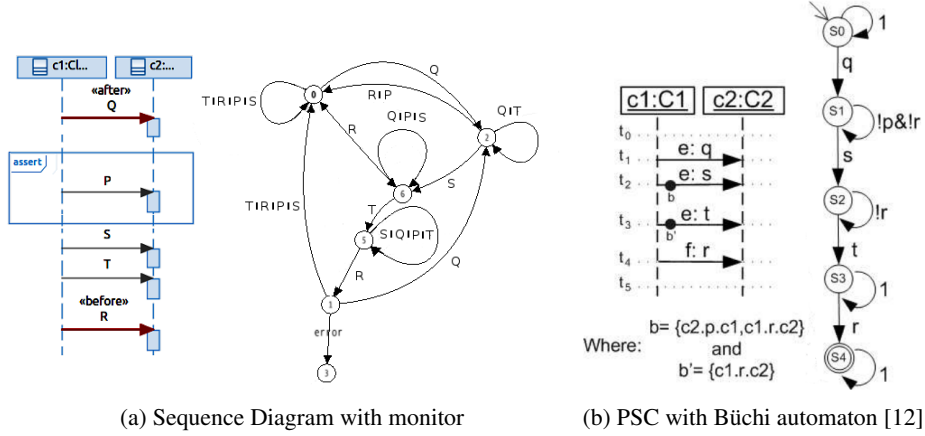 c1:Cl...
c2:...
«after»
Q
assert
P
S
T
«before»
R
T|R|P|S
0
Q
R|P
Q|P|S
Q|T
2
R
6
S
T
T|R|P|S
5
S|Q|P|T
R
Q
1
error
3
(a) Sequence Diagram with monitor
c1:C1
c2:C2
t0
t1
e: q
t2
e: s
b
t3
e: t
b'
t4
f: r
t5
b= {c2.p.c1,c1.r.c2}
Where:
and
b'= {c1.r.c2}
S0
1
q
S1
!p&!r
s
S2
!r
t
S3
1
r
S4
1
(b) PSC with Büchi automaton [12]